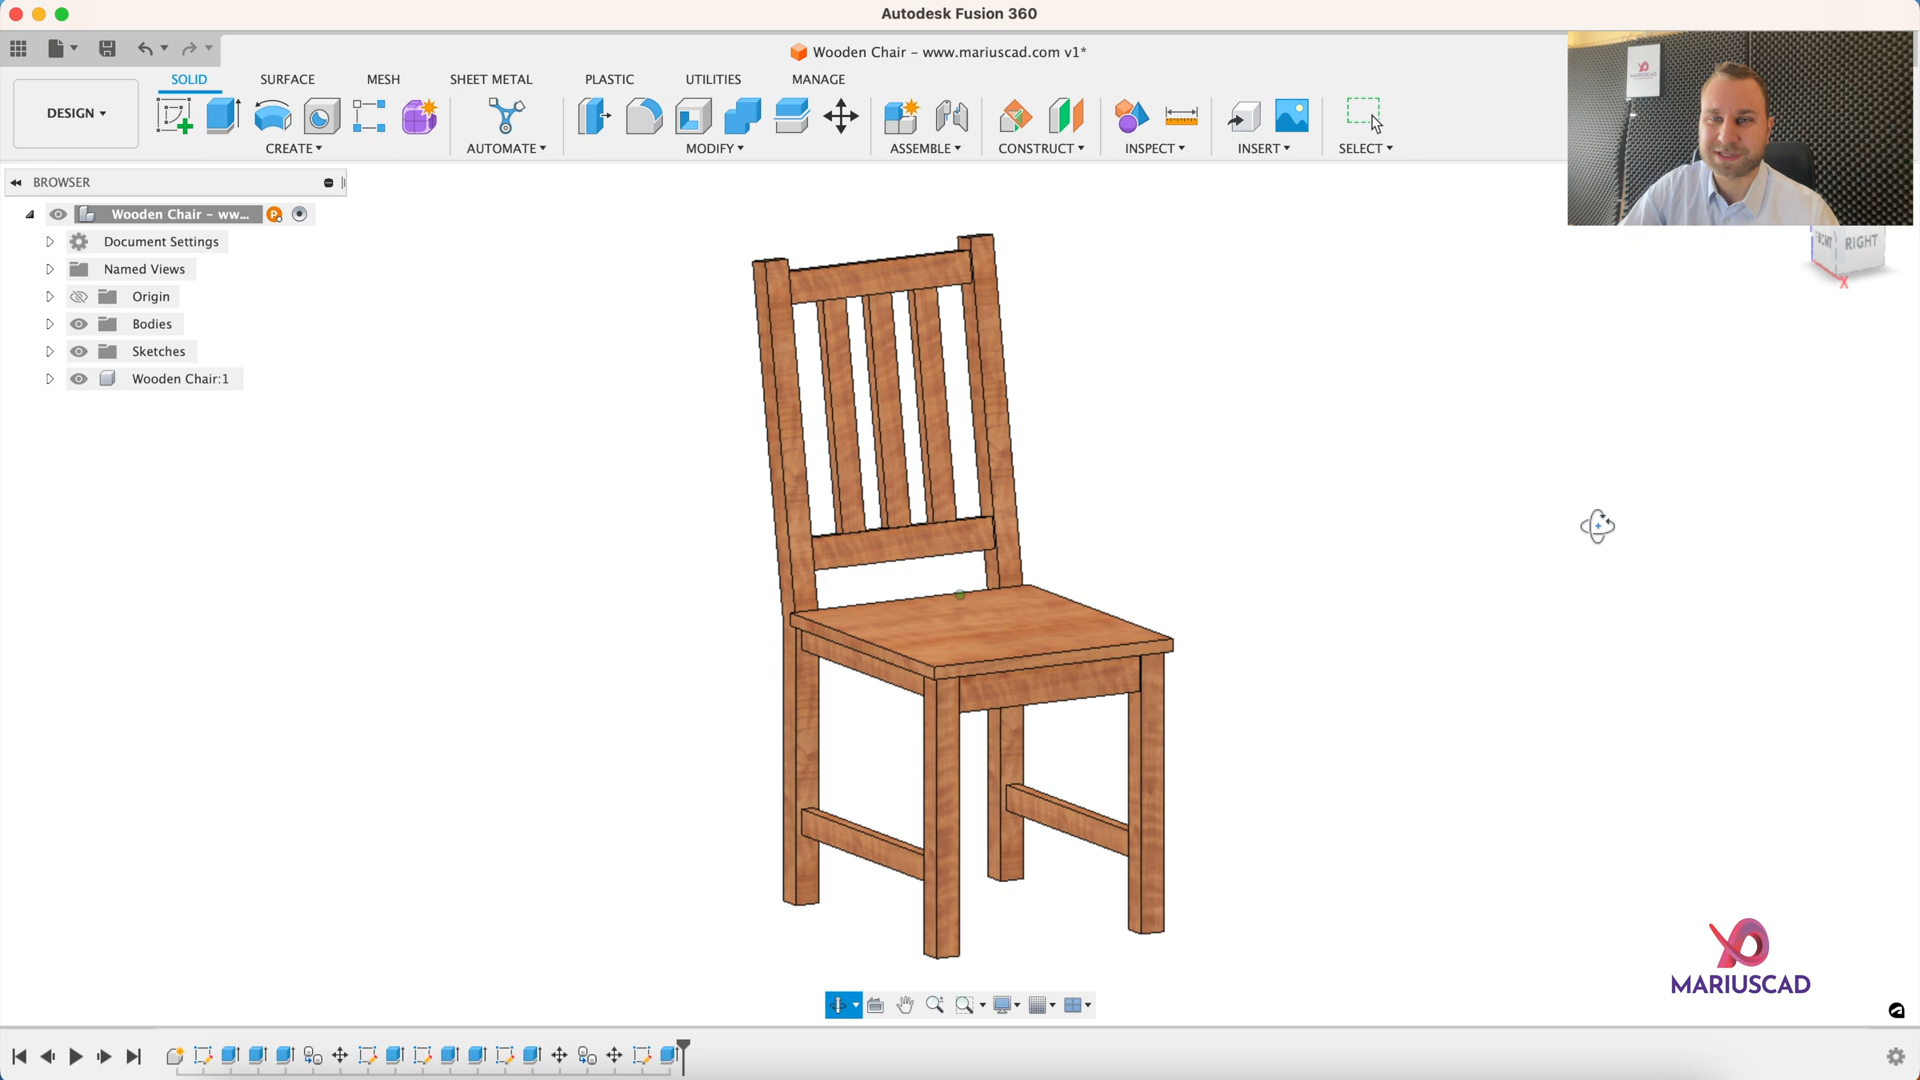 Autodesk Fusion 360
Wooden Chair – www.mariuscad.com v1*
SOLID
SURFACE
MESH
SHEET METAL
PLASTIC
UTILITIES
MANAGE
DESIGN
CREATE
AUTOMATE
MODIFY
ASSEMBLE
CONSTRUCT
INSPECT
INSERT
SELECT
MARIUSCAD
BROWSER
Wooden Chair – ww...
P
Document Settings
Named Views
Origin
Bodies
Sketches
Wooden Chair:1
RIGHT
X
MARIUSCAD